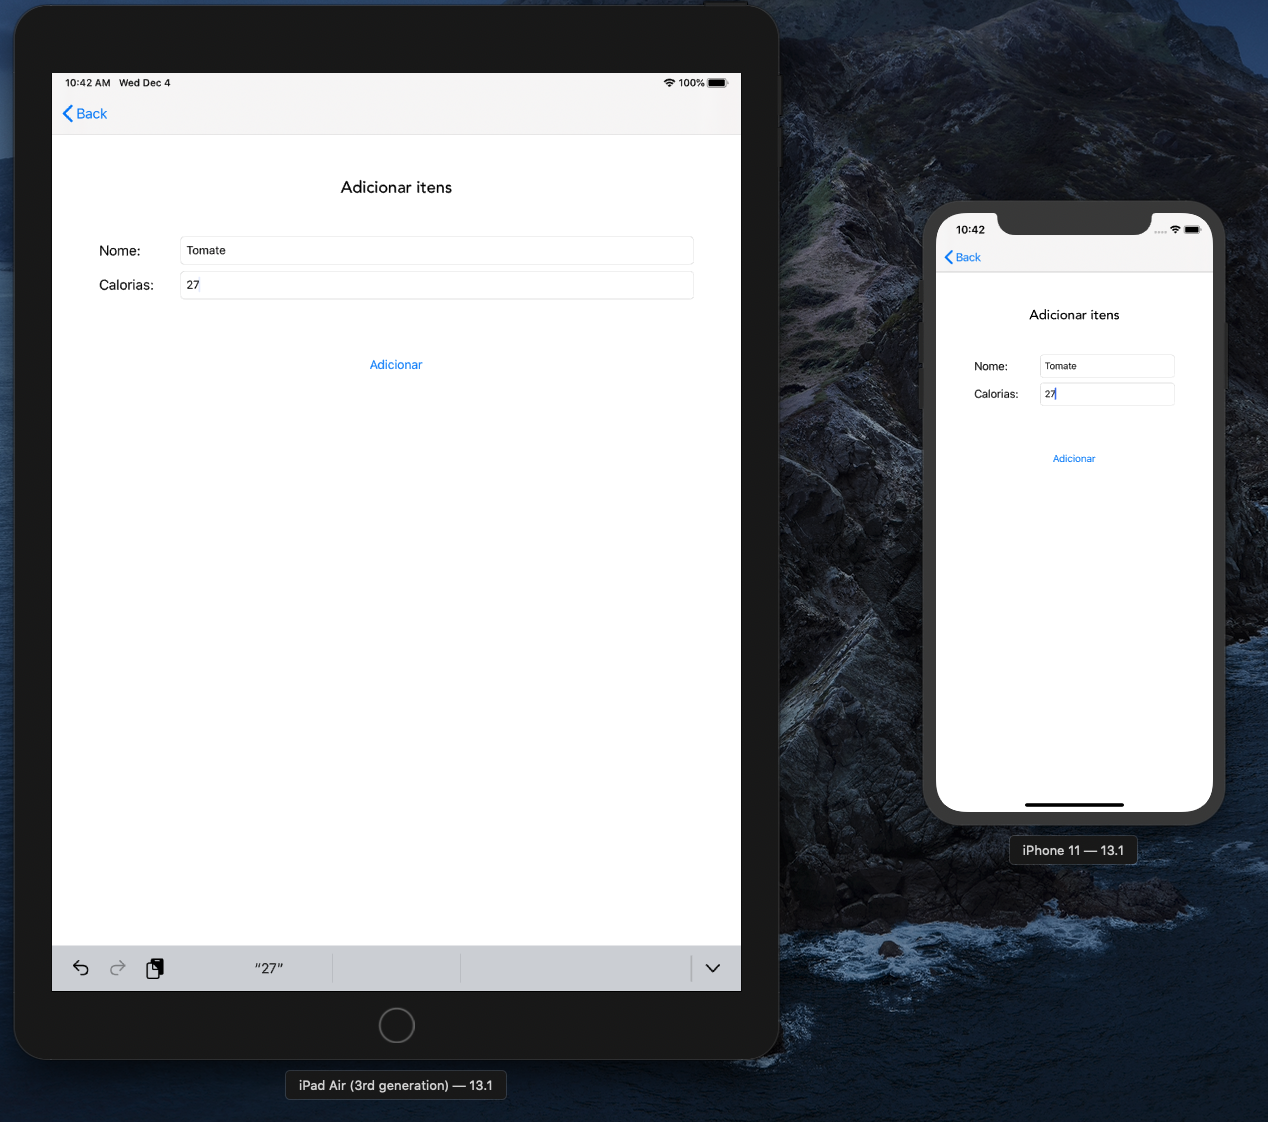 10:42 AM Wed Dec 4
100%
Back
Adicionar itens
Nome: Tomate
Calorias: 27
Adicionar
“27”
iPad Air (3rd generation) — 13.1
10:42
Back
Adicionar itens
Nome: Tomate
Calorias: 27
Adicionar
iPhone 11 — 13.1